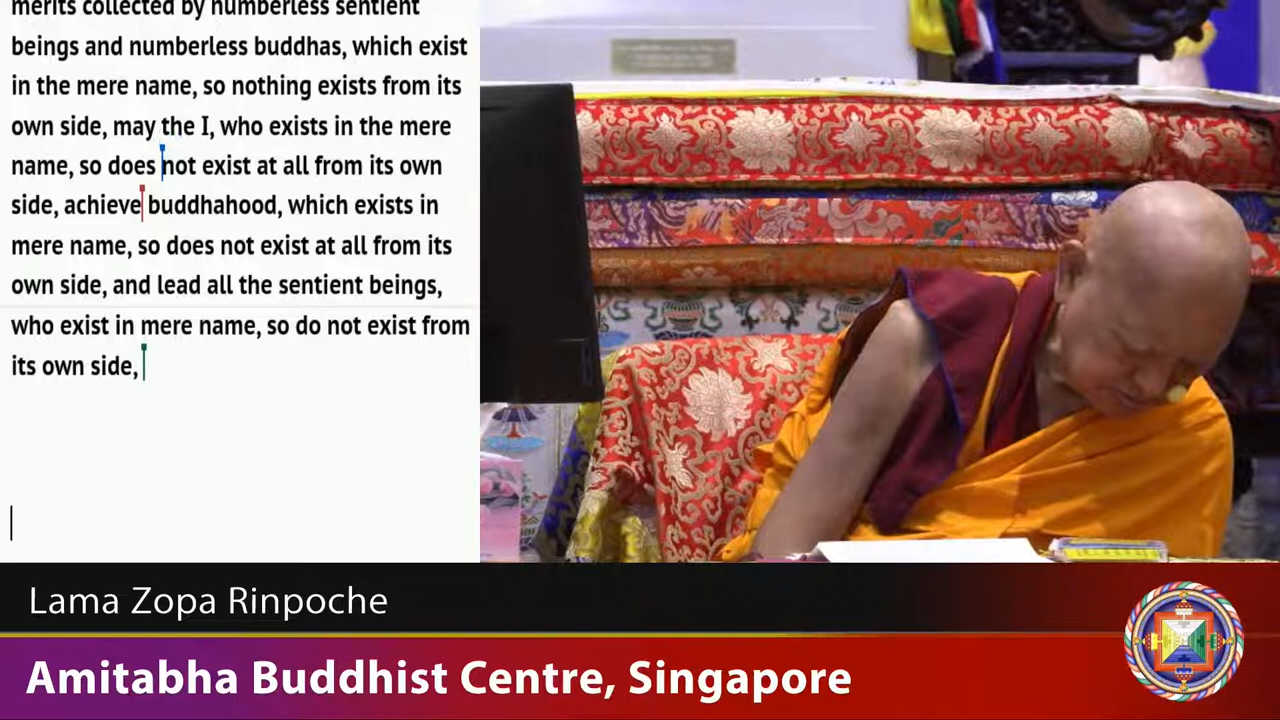 merits collected by numberless sentient
beings and numberless buddhas, which exist
in the mere name, so nothing exists from its
own side, may the I, who exists in the mere
name, so does not exist at all from its own
side, achieve buddhahood, which exists in
mere name, so does not exist at all from its
own side, and lead all the sentient beings,
who exist in mere name, so do not exist from
its own side,
Lama Zopa Rinpoche
Amitabha Buddhist Centre, Singapore